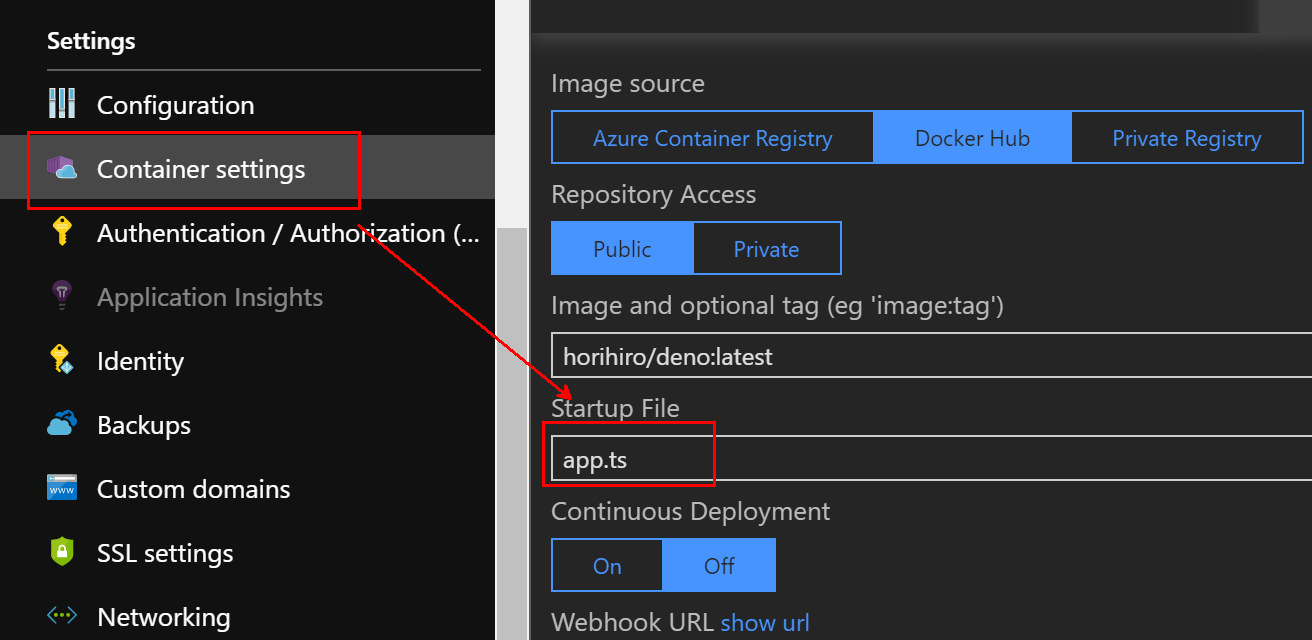 Settings
Configuration
Container settings
Authentication / Authorization (...
Application Insights
Identity
Backups
www
Custom domains
SSL settings
Networking
Image source
Azure Container Registry
Docker Hub
Private Registry
Repository Access
Public
Private
Image and optional tag (eg 'image:tag')
horihiro/deno:latest
Startup File
app.ts
Continuous Deployment
On
Off
Webhook URL show url